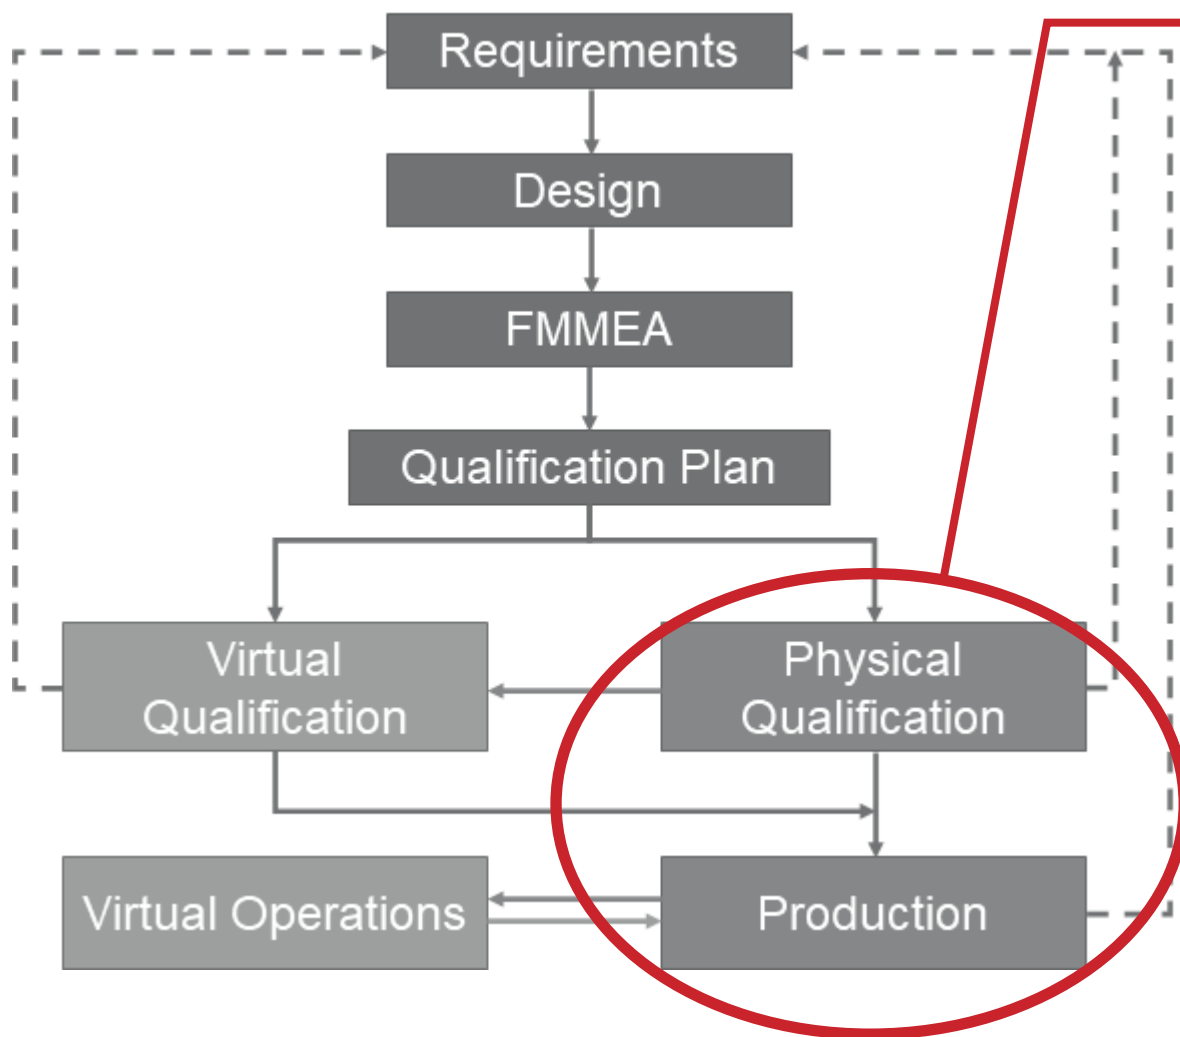 Requirements
Design
FMMEA
Qualification Plan
Virtual
Qualification
Physical
Qualification
Virtual Operations
Production